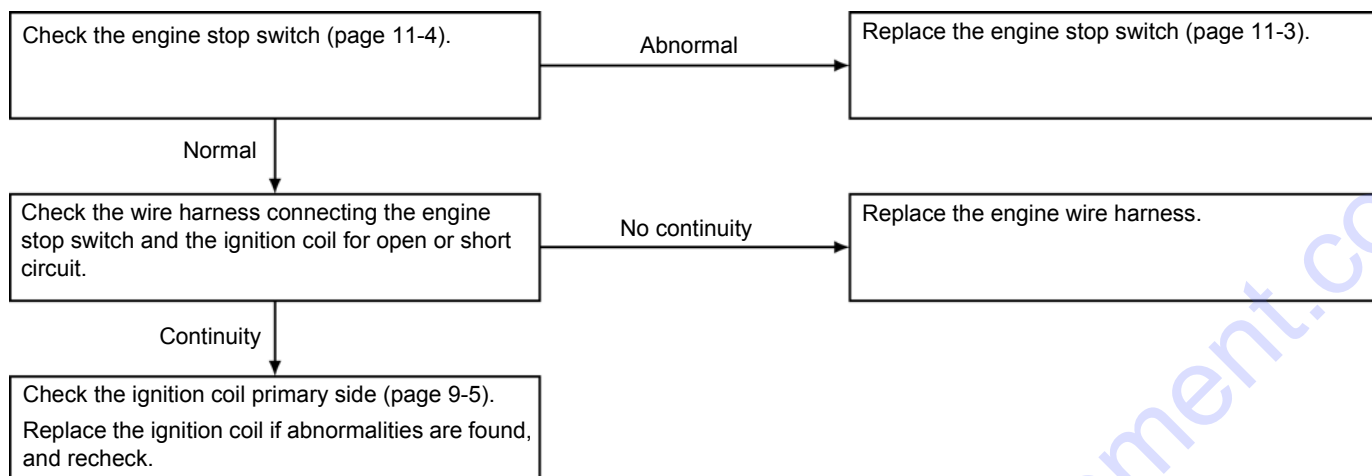 Check the engine stop switch (page 11-4).
Abnormal
Replace the engine stop switch (page 11-3).
Normal
Check the wire harness connecting the engine
stop switch and the ignition coil for open or short
circuit.
No continuity
Replace the engine wire harness.
Continuity
Check the ignition coil primary side (page 9-5).
Replace the ignition coil if abnormalities are found,
and recheck.